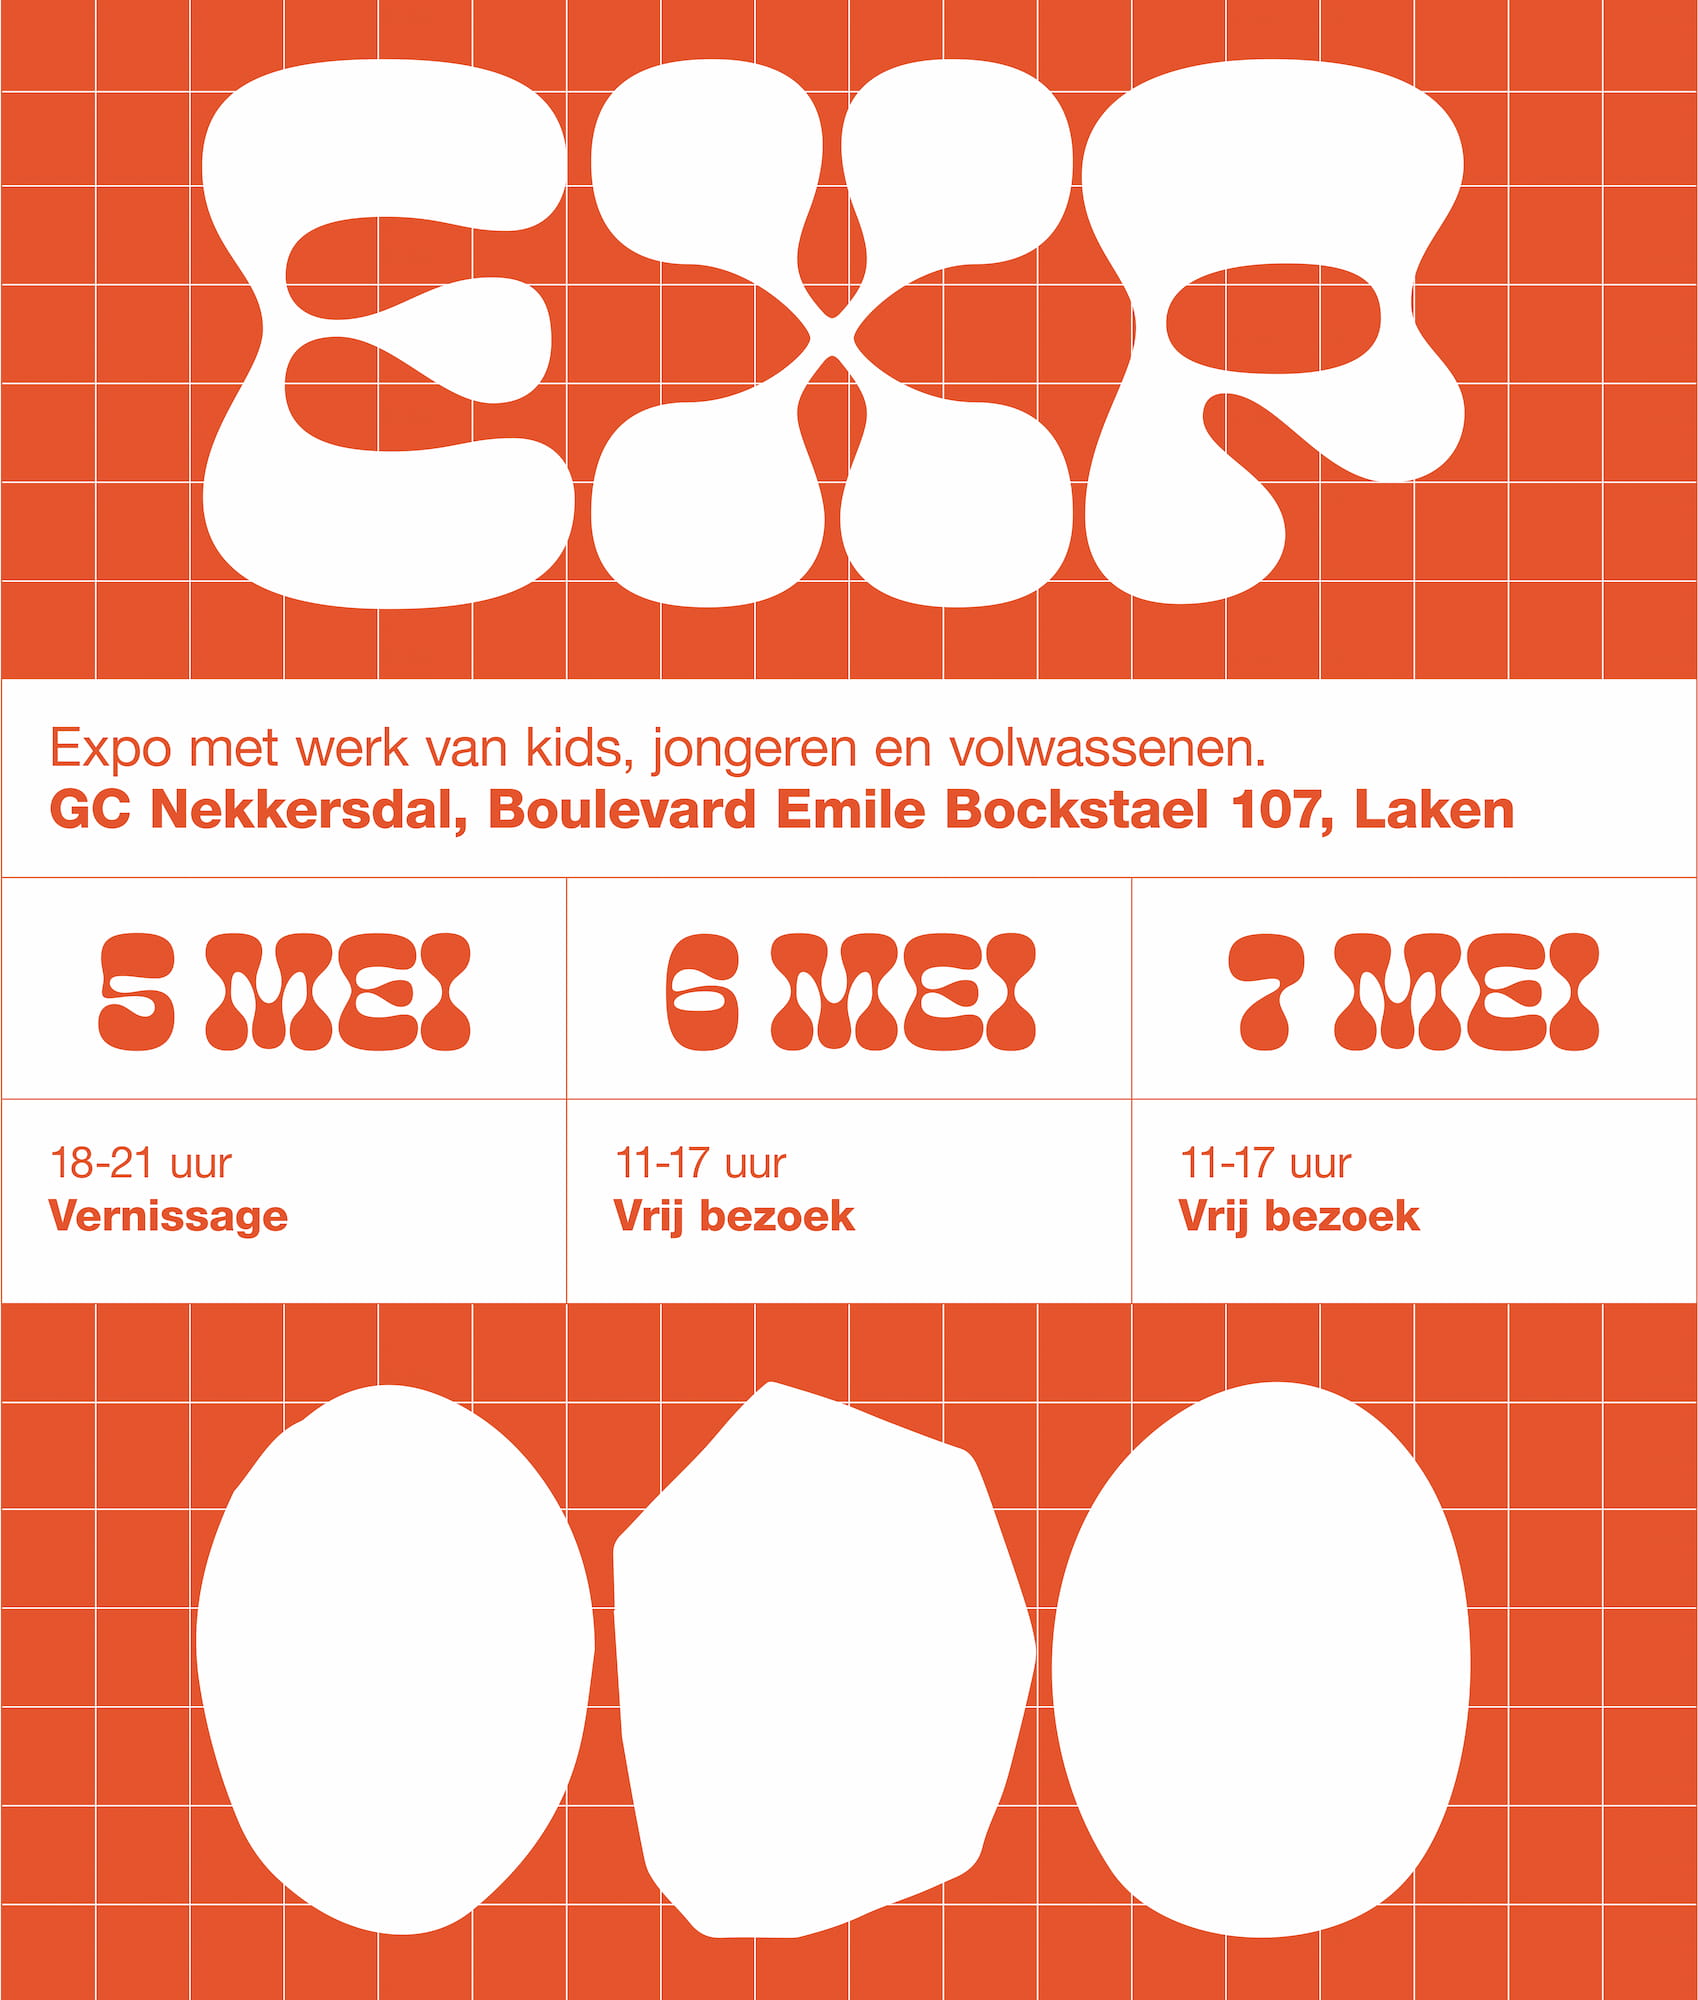 EXP
Expo met werk van kids, jongeren en volwassenen.
GC Nekkersdal, Boulevard Emile Bockstael 107, Laken
5 MEI
6 MEI
7 MEI
18-21 uur
Vernissage
11-17 uur
Vrij bezoek
11-17 uur
Vrij bezoek